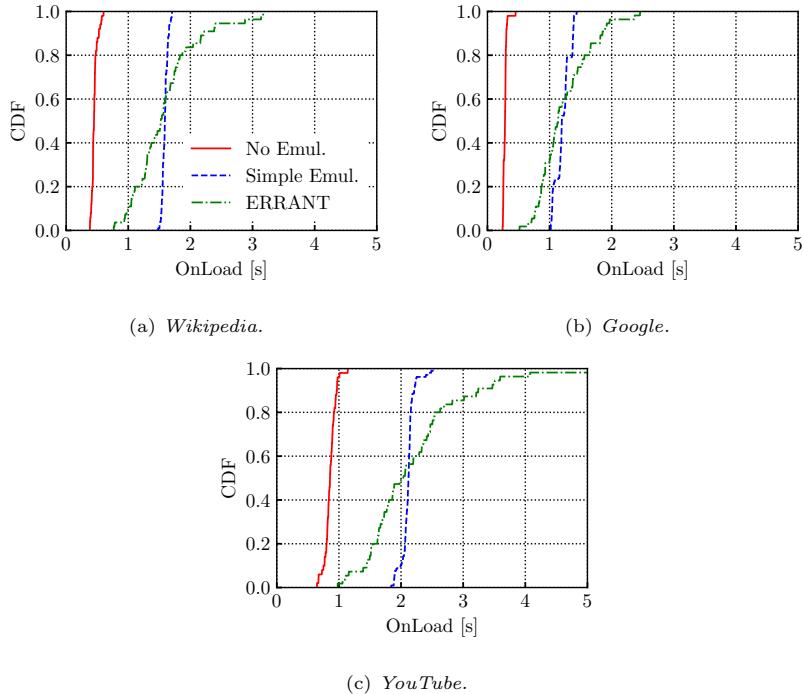 1.0
0.8
0.6
0.4
0.2
0.0
CDF
0 1 2 3 4 5
OnLoad [s]
No Emul.
Simple Emul.
ERRANT
(a) Wikipedia.
1.0
0.8
0.6
0.4
0.2
0.0
CDF
0 1 2 3 4 5
OnLoad [s]
(b) Google.
1.0
0.8
0.6
0.4
0.2
0.0
CDF
0 1 2 3 4 5
OnLoad [s]
(c) YouTube.